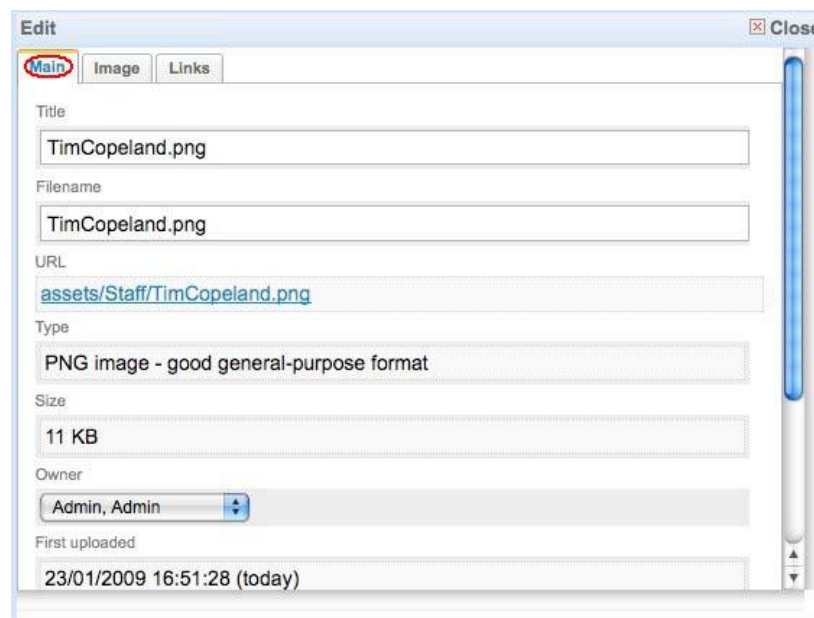 Edit Close
Main Image Links
Title
TimCopeland.png
Filename
TimCopeland.png
URL
assets/Staff/TimCopeland.png
Type
PNG image - good general-purpose format
Size
11 KB
Owner
Admin, Admin
First uploaded
23/01/2009 16:51:28 (today)